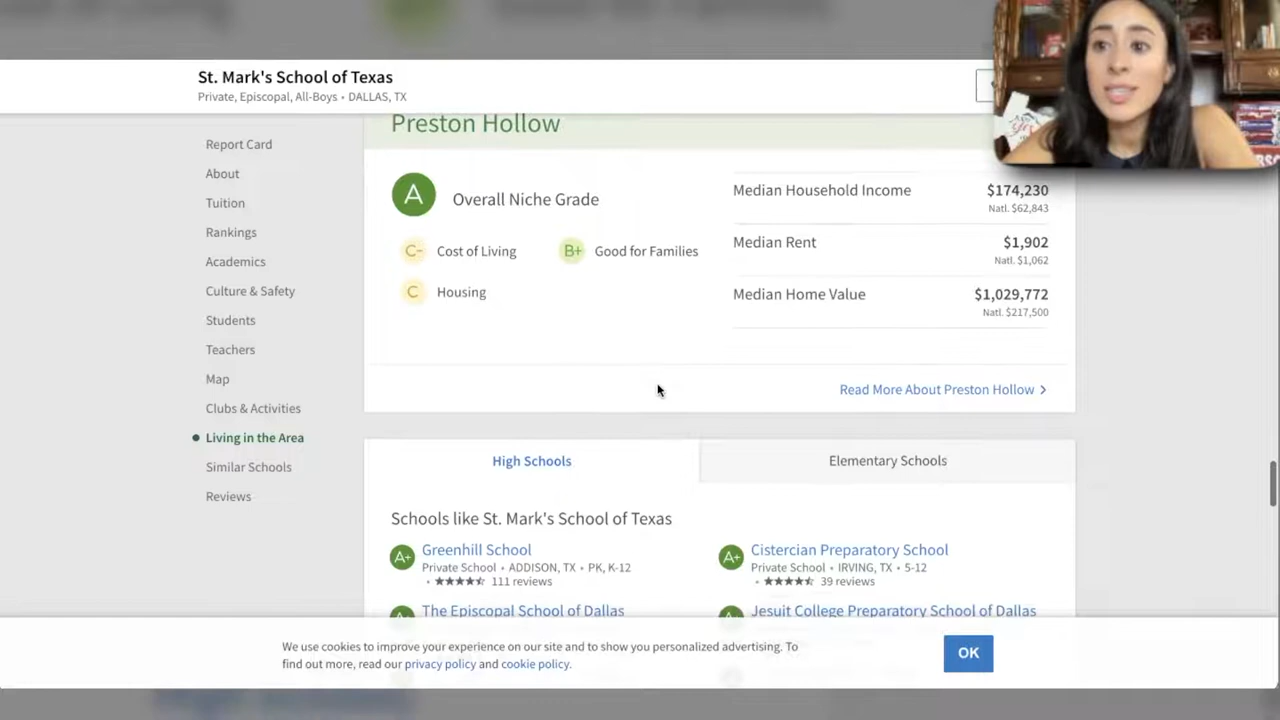 St. Mark's School of Texas
Private, Episcopal, All-Boys • DALLAS, TX
Report Card
About
Tuition
Rankings
Academics
Culture & Safety
Students
Teachers
Map
Clubs & Activities
Living in the Area
Similar Schools
Reviews
Preston Hollow
A Overall Niche Grade
C- Cost of Living
B+ Good for Families
C Housing
Median Household Income $174,230
Natl. $62,843
Median Rent $1,902
Natl. $1,062
Median Home Value $1,029,772
Natl. $217,500
Read More About Preston Hollow
High Schools
Elementary Schools
Schools like St. Mark's School of Texas
A+ Greenhill School
Private School • ADDISON, TX • PK, K-12
• ★★★★ 111 reviews
A+ Cistercian Preparatory School
Private School • IRVING, TX • 5-12
• ★★★★ 39 reviews
The Episcopal School of Dallas
Jesuit College Preparatory School of Dallas
We use cookies to improve your experience on our site and to show you personalized advertising. To
find out more, read our privacy policy and cookie policy.
OK